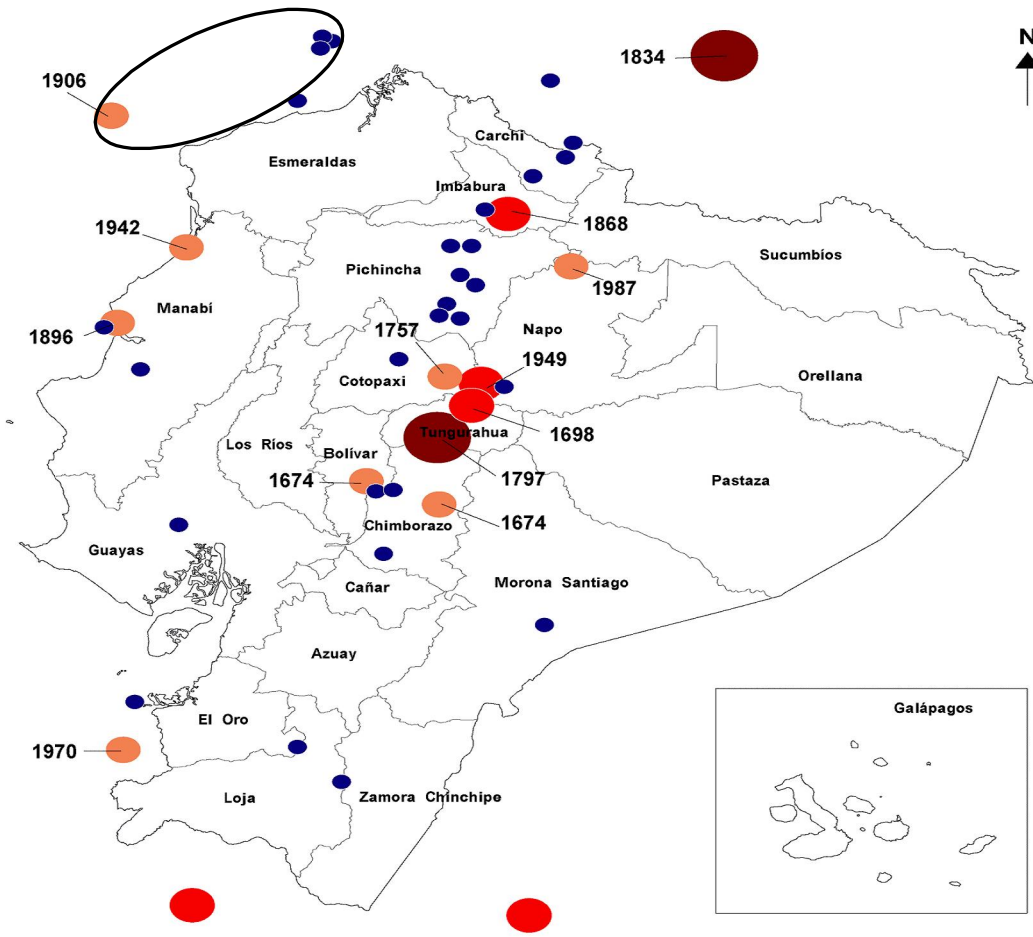 N
1834
1906
Carchi
Esmeraldas
Imbabura
1868
1942
Sucumbíos
Pichincha
1987
Manabí
1757
Napo
1896
1949
Cotopaxi
Orellana
1698
Tungurahua
Los Ríos
Bolívar
1674
1797
Pastaza
1674
Chimborazo
Guayas
Cañar
Morona Santiago
Azuay
Galápagos
El Oro
1970
Loja
Zamora Chinchipe